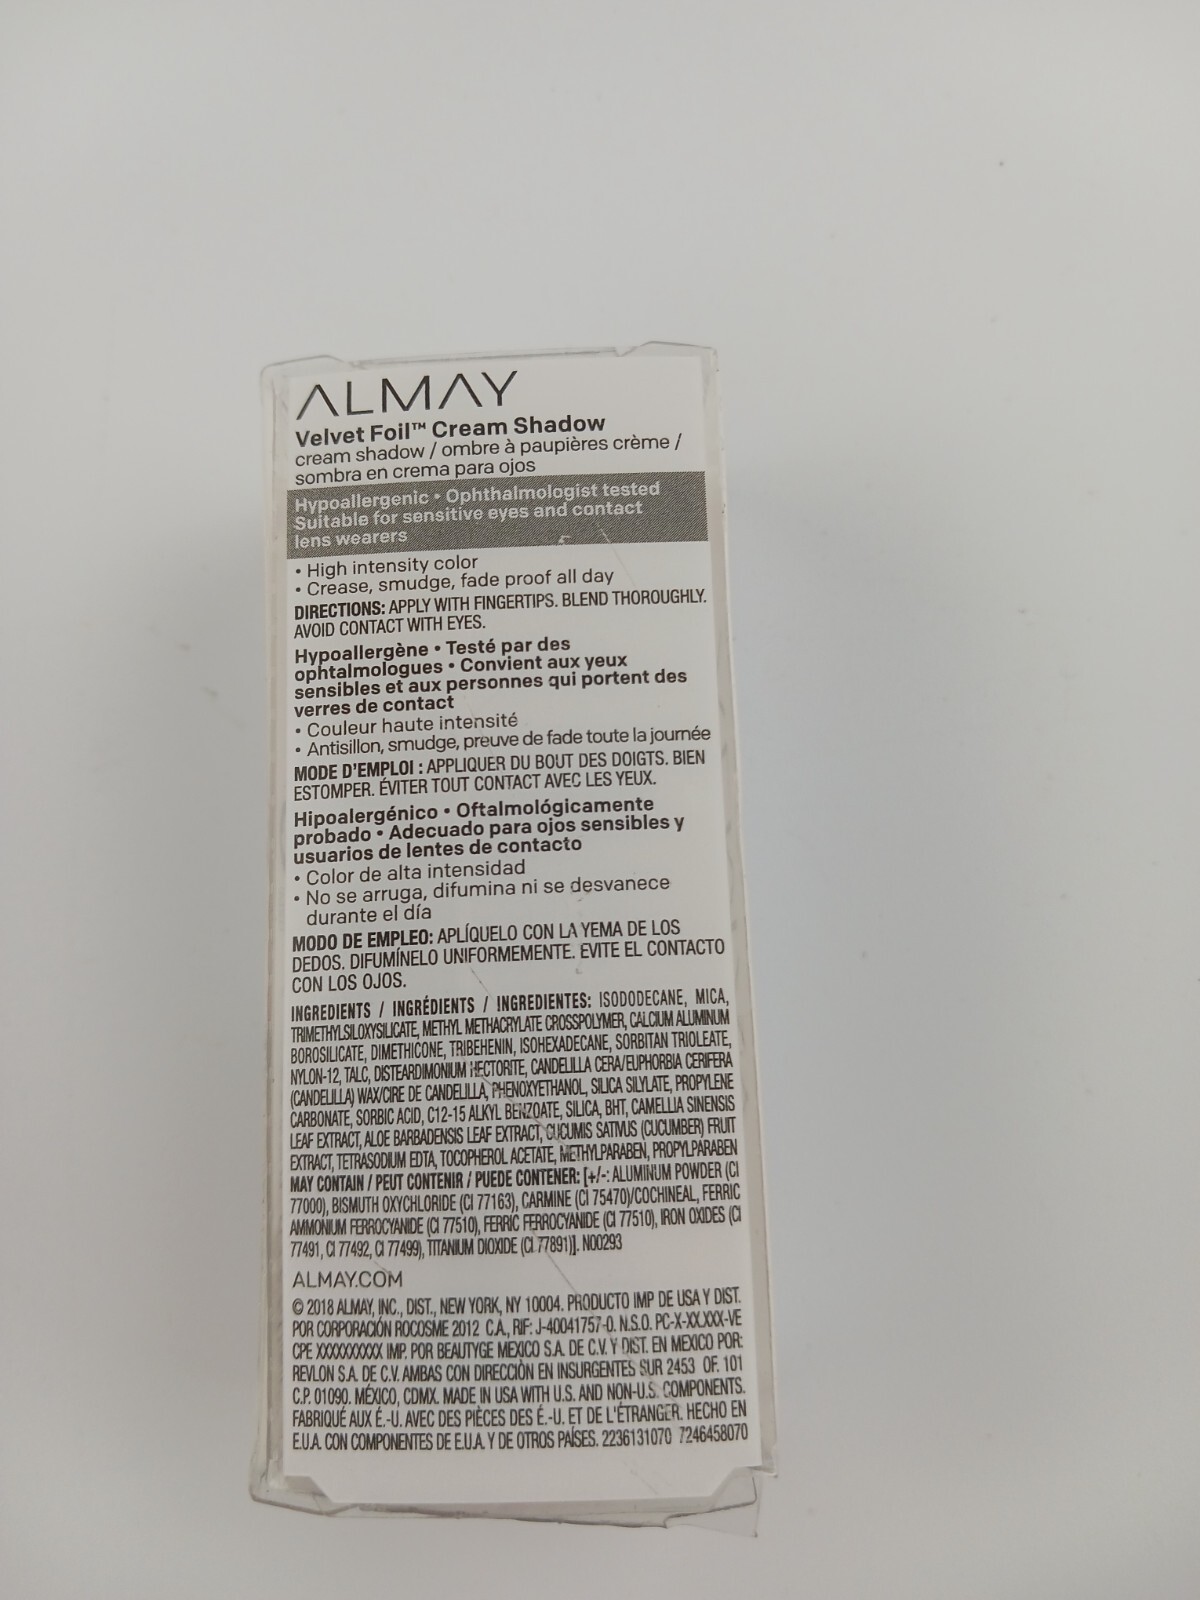 ALMAY
Velvet Foil™ Cream Shadow
cream shadow / ombre à paupières crème /
sombra en crema para ojos
Hypoallergenic • Ophthalmologist tested
Suitable for sensitive eyes and contact
lens wearers
• High intensity color
• Crease, smudge, fade proof all day
DIRECTIONS: APPLY WITH FINGERTIPS. BLEND THOROUGHLY.
AVOID CONTACT WITH EYES.
Hypoallergène • Testé par des
ophtalmologues • Convient aux yeux
sensibles et aux personnes qui portent des
verres de contact
• Couleur haute intensité
• Antisillon, smudge, preuve de fade toute la journée
MODE D'EMPLOI : APPLIQUER DU BOUT DES DOIGTS. BIEN
ESTOMPER. ÉVITER TOUT CONTACT AVEC LES YEUX.
Hipoalergénico • Oftalmológicamente
probado • Adecuado para ojos sensibles y
usuarios de lentes de contacto
• Color de alta intensidad
• No se arruga, difumina ni se desvanece
durante el día
MODO DE EMPLEO: APLÍQUELO CON LA YEMA DE LOS
DEDOS. DIFUMÍNELO UNIFORMEMENTE. EVITE EL CONTACTO
CON LOS OJOS.
INGREDIENTS / INGRÉDIENTS / INGREDIENTES: ISODODECANE, MICA,
TRIMETHYLSILOXYSILICATE, METHYL METHACRYLATE CROSSPOLYMER, CALCIUM ALUMINUM
BOROSILICATE, DIMETHICONE, TRIBEHENIN, ISOHEXADECANE, SORBITAN TRIOLEATE,
NYLON-12, TALC, DISTEARDIMONIUM HECTORITE, CANDELILLA CERA/EUPHORBIA CERIFERA
(CANDELILLA) WAX/CIRE DE CANDELILLA, PHENOXYETHANOL, SILICA SILYLATE, PROPYLENE
CARBONATE, SORBIC ACID, C12-15 ALKYL BENZOATE, SILICA, BHT, CAMELLIA SINENSIS
LEAF EXTRACT, ALOE BARBADENSIS LEAF EXTRACT, CUCUMIS SATIVUS (CUCUMBER) FRUIT
EXTRACT, TETRASODIUM EDTA, TOCOPHEROL ACETATE, METHYLPARABEN, PROPYLPARABEN
MAY CONTAIN / PEUT CONTENIR / PUEDE CONTENER: [+/-: ALUMINUM POWDER (CI
77000), BISMUTH OXYCHLORIDE (CI 77163), CARMINE (CI 75470)/COCHINEAL, FERRIC
AMMONIUM FERROCYANIDE (CI 77510), FERRIC FERROCYANIDE (CI 77510), IRON OXIDES (CI
77491, CI 77492, CI 77499), TITANIUM DIOXIDE (CI 77891)]. N00293
ALMAY.COM
© 2018 ALMAY, INC., DIST., NEW YORK, NY 10004. PRODUCTO IMP DE USA Y DIST.
POR CORPORACIÓN ROCOSME 2012 C.A., RIF: J-40041757-0. N.S.O. PC-X-XX.XXX-VE
CPE XXXXXXXXXX IMP. POR BEAUTYGE MEXICO S.A. DE C.V. Y DIST. EN MEXICO POR:
REVLON S.A. DE C.V. AMBAS CON DIRECCIÓN EN INSURGENTES SUR 2453 OF. 101
C.P. 01090. MÉXICO, CDMX. MADE IN USA WITH U.S. AND NON-U.S. COMPONENTS.
FABRIQUÉ AUX É.-U. AVEC DES PIÈCES DES É.-U. ET DE L'ÉTRANGER. HECHO EN
E.U.A. CON COMPONENTES DE E.U.A. Y DE OTROS PAÍSES. 2236131070 7246458070